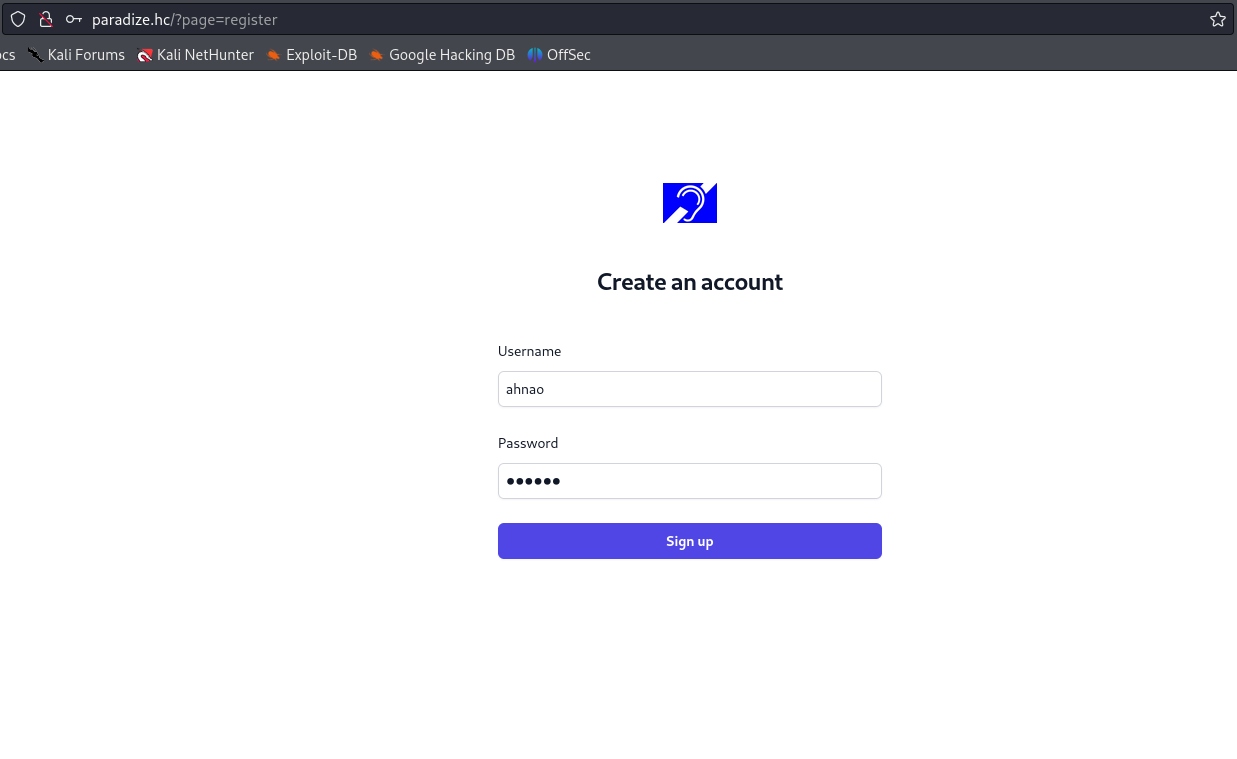 paradize.hc/?page=register
ocs Kali Forums Kali NetHunter Exploit-DB Google Hacking DB OffSec
Create an account
Username
ahnao
Password
●●●●●●
Sign up